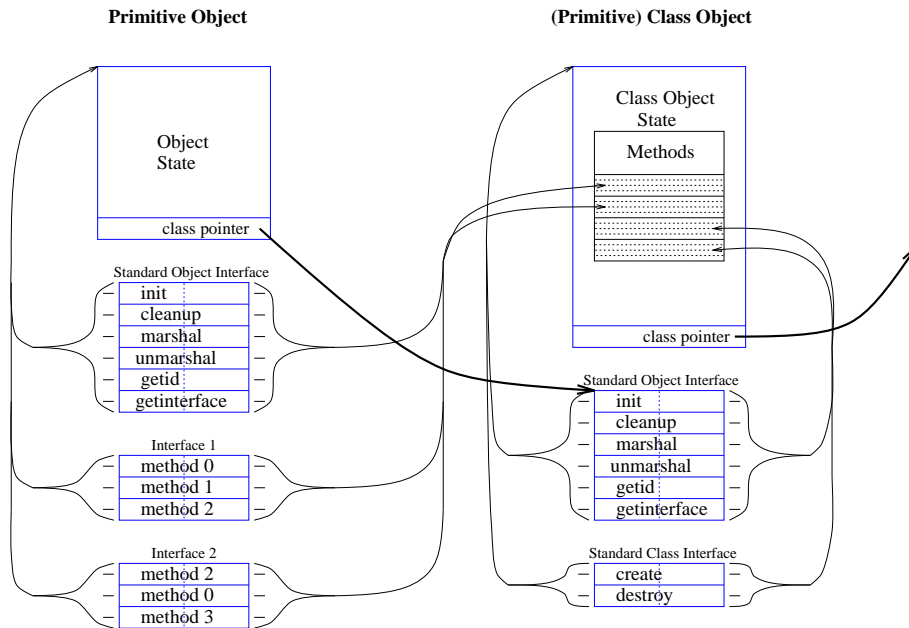 Primitive Object
Object
State
class pointer
Standard Object Interface
init
cleanup
marshal
unmarshal
getid
getinterface
Interface 1
method 0
method 1
method 2
Interface 2
method 2
method 0
method 3
(Primitive) Class Object
Class Object
State
Methods
class pointer
Standard Object Interface
init
cleanup
marshal
unmarshal
getid
getinterface
Standard Class Interface
create
destroy